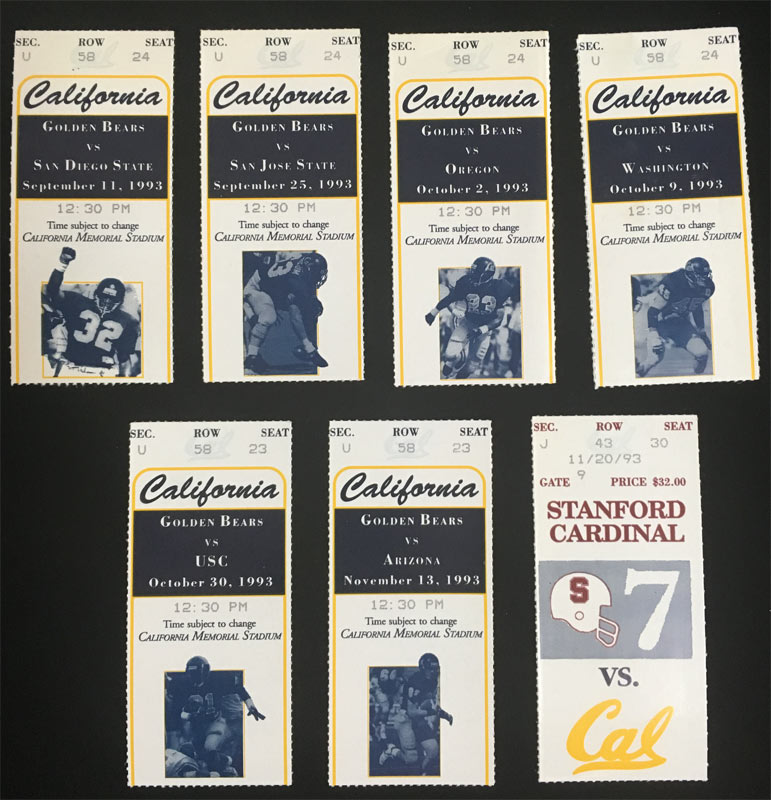 SEC. ROW SEAT
U 58 24
California
GOLDEN BEARS
VS
SAN DIEGO STATE
September 11, 1993
12:30 PM
Time subject to change
CALIFORNIA MEMORIAL STADIUM
32
SEC. ROW SEAT
U 58 24
California
GOLDEN BEARS
VS
SAN JOSE STATE
September 25, 1993
12:30 PM
Time subject to change
CALIFORNIA MEMORIAL STADIUM
SEC. ROW SEAT
U 58 24
California
GOLDEN BEARS
VS
OREGON
October 2, 1993
12:30 PM
Time subject to change
CALIFORNIA MEMORIAL STADIUM
23
SEC. ROW SEAT
U 58 24
California
GOLDEN BEARS
VS
WASHINGTON
October 9, 1993
12:30 PM
Time subject to change
CALIFORNIA MEMORIAL STADIUM
SEC. ROW SEAT
U 58 23
California
GOLDEN BEARS
VS
USC
October 30, 1993
12:30 PM
Time subject to change
CALIFORNIA MEMORIAL STADIUM
SEC. ROW SEAT
U 58 23
California
GOLDEN BEARS
VS
ARIZONA
November 13, 1993
12:30 PM
Time subject to change
CALIFORNIA MEMORIAL STADIUM
SEC. ROW SEAT
J 43 30
11/20/93
GATE 9 PRICE $32.00
STANFORD
CARDINAL
S 7
VS.
Cal